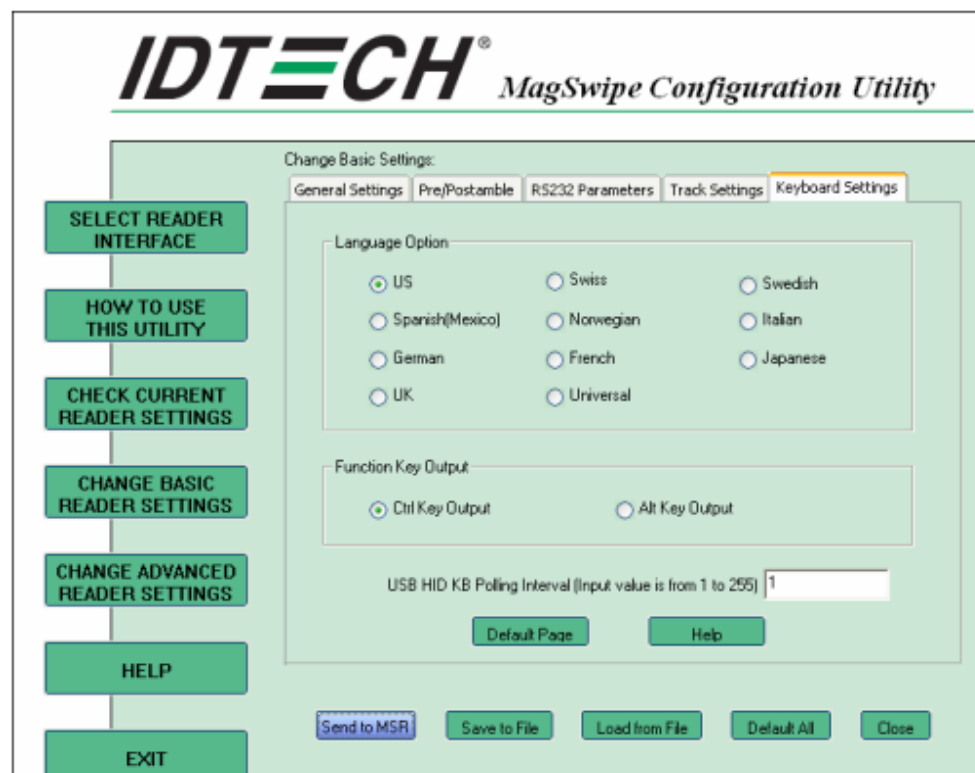 IDTECH®
MagSwipe Configuration Utility
Change Basic Settings:
General Settings Pre/Postamble RS232 Parameters Track Settings Keyboard Settings
SELECT READER
INTERFACE
HOW TO USE
THIS UTILITY
CHECK CURRENT
READER SETTINGS
CHANGE BASIC
READER SETTINGS
CHANGE ADVANCED
READER SETTINGS
HELP
EXIT
Language Option
US Swiss Swedish
Spanish(Mexico) Norwegian Italian
German French Japanese
UK Universal
Function Key Output
Ctrl Key Output Alt Key Output
USB HID KB Polling Interval (Input value is from 1 to 255) 1
Default Page Help
Send to MSR Save to File Load from File Default All Close